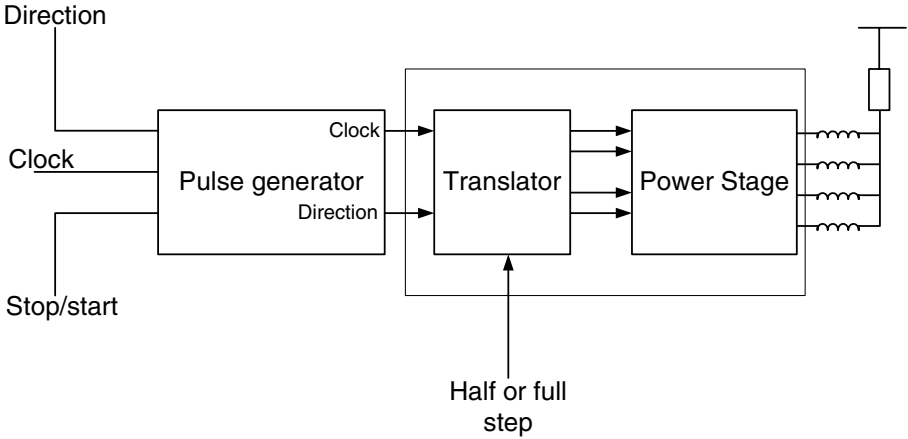 Direction
Clock
Stop/start
Pulse generator
Clock
Direction
Translator
Power Stage
Half or full
step